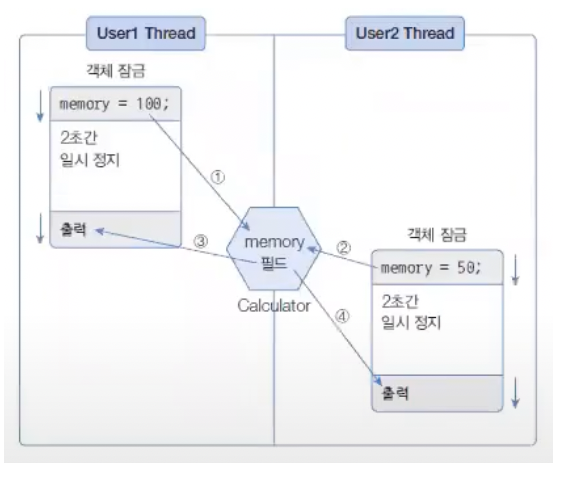 User1 Thread
User2 Thread
객체 잠금
memory = 100;
2초간
일시 정지
출력
①
③
memory
필드
Calculator
②
④
객체 잠금
memory = 50;
2초간
일시 정지
출력